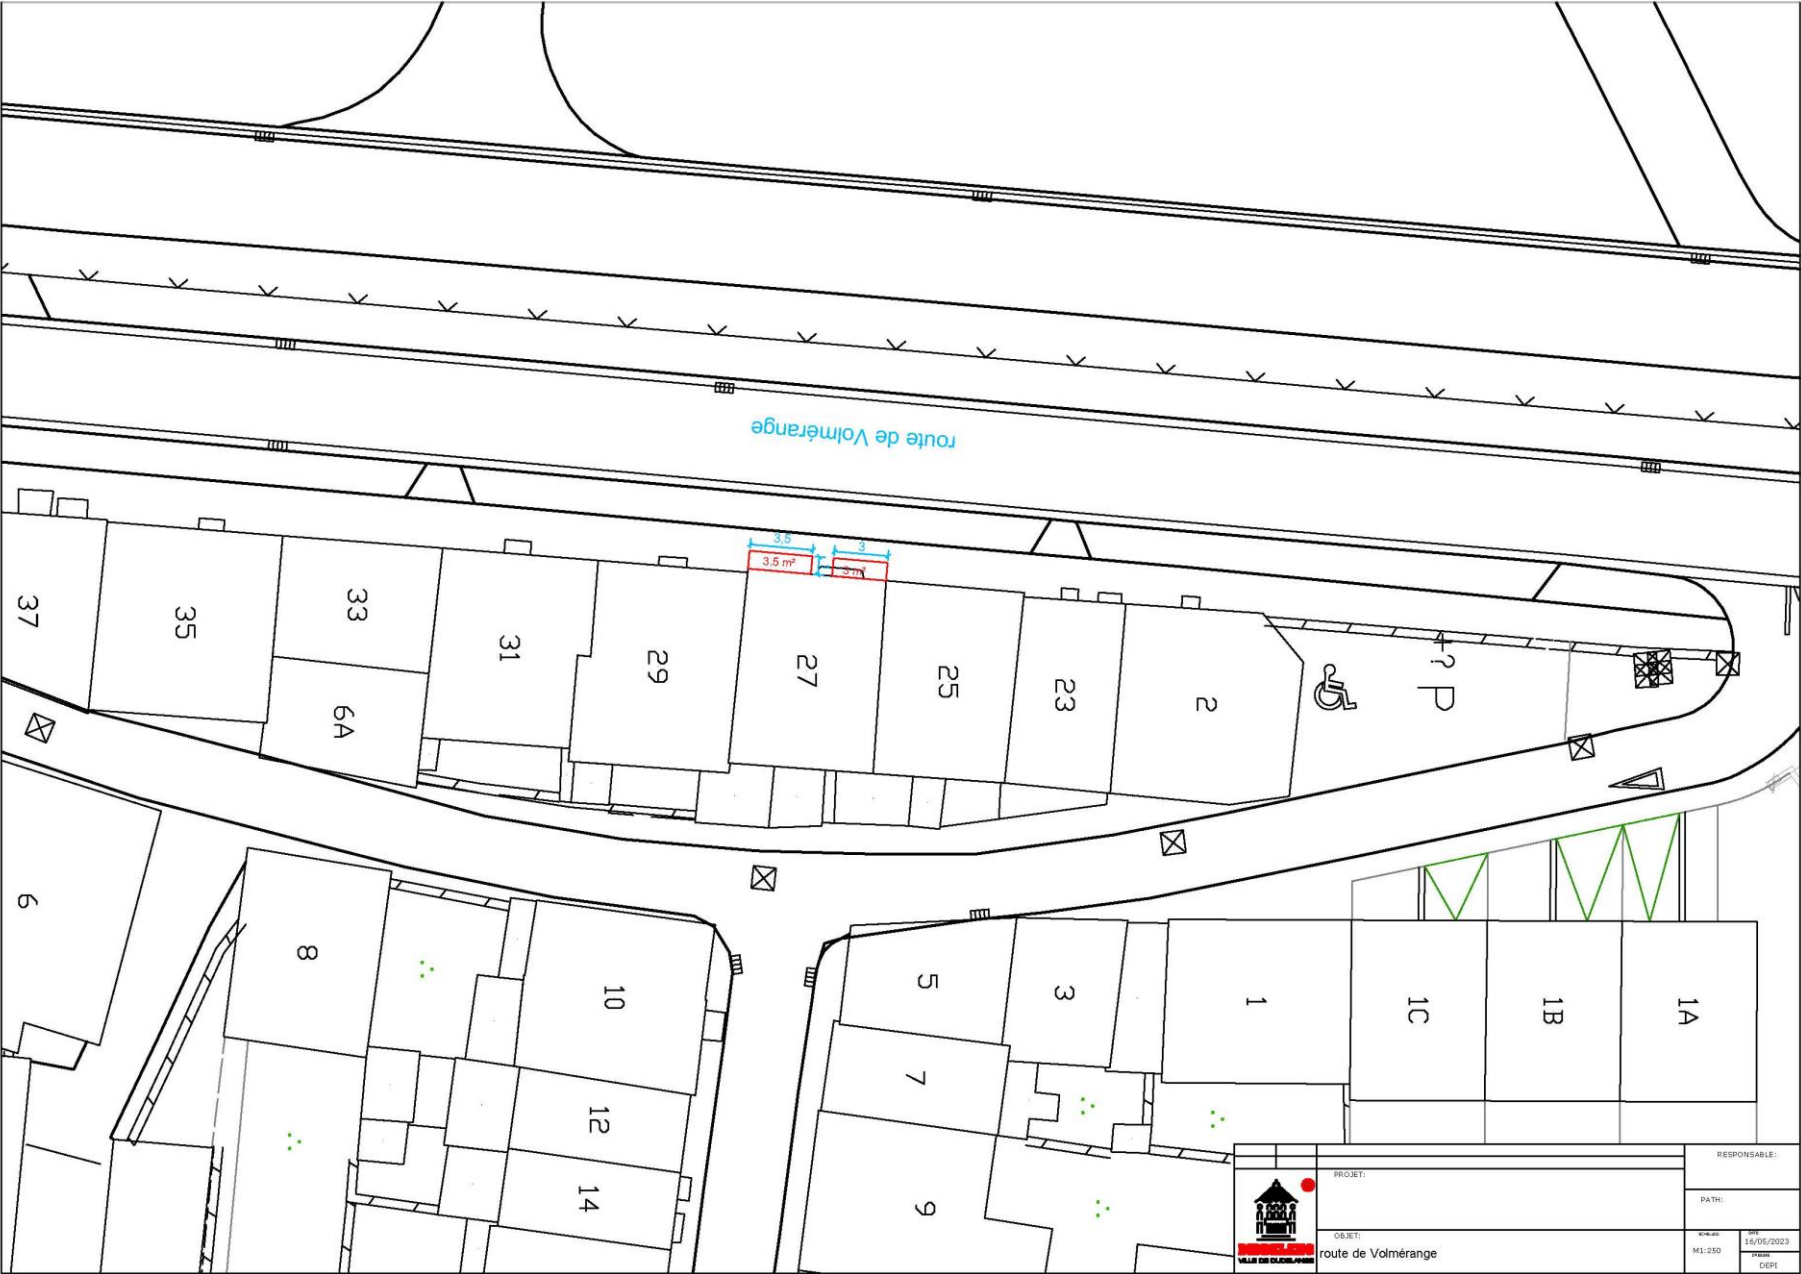 route de Volmérange
3,5
3
3.5 m²
3 m²
37
35
33
31
29
27
25
23
2
+?
P
6A
6
8
10
12
14
5
3
7
9
1
1C
1B
1A
PROJET:
RESPONSABLE:
PATH:
OBJET:
route de Volmérange
M1:250
DATE
16/05/2023
DEPI
VILLE DE DUDELANGE